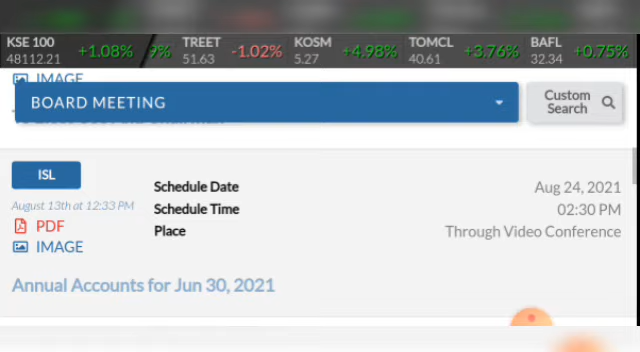 KSE 100 +1.08% 9% TREET -1.02% KOSM +4.98% TOMCL +3.76% BAFL +0.75%
48112.21 51.63 5.27 40.61 32.34
IMAGE
BOARD MEETING
Custom
Search
ISL
August 13th at 12:33 PM
PDF
IMAGE
Schedule Date Aug 24, 2021
Schedule Time 02:30 PM
Place Through Video Conference
Annual Accounts for Jun 30, 2021